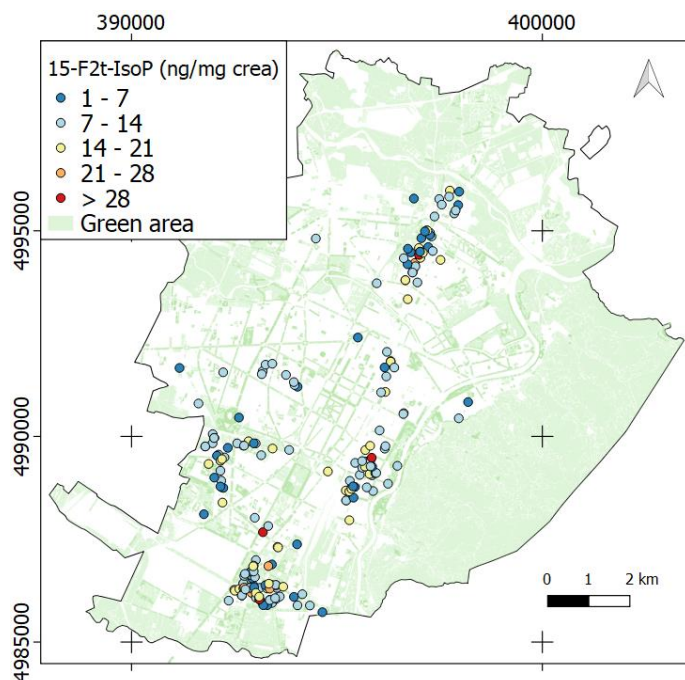 390000
400000
15-F2t-IsoP (ng/mg crea)
1 - 7
7 - 14
14 - 21
21 - 28
> 28
Green area
4995000
4990000
0 1 2 km
4985000